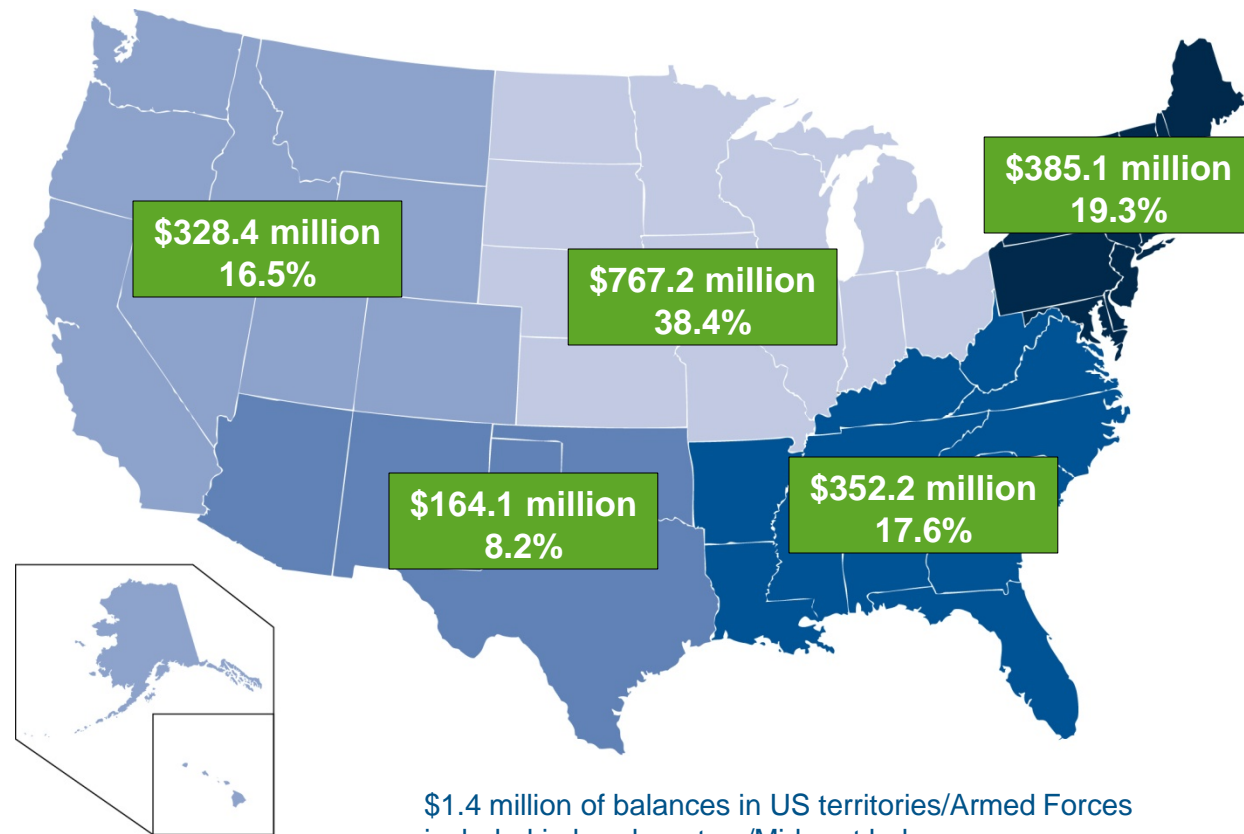 $385.1 million
19.3%
$328.4 million
16.5%
$767.2 million
38.4%
$164.1 million
8.2%
$352.2 million
17.6%
$1.4 million of balances in US territories/Armed Forces